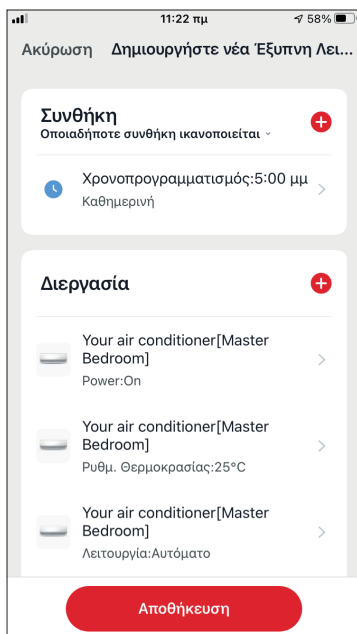 11:22 πμ
58%
Ακύρωση Δημιουργήστε νέα Έξυπνη Λει...
Συνθήκη
Οποιαδήποτε συνθήκη ικανοποιείται
Χρονοπρογραμματισμός:5:00 μμ
Καθημερινή
Διεργασία
Your air conditioner[Master
Bedroom]
Power:On
Your air conditioner[Master
Bedroom]
Ρυθμ. Θερμοκρασίας:25°C
Your air conditioner[Master
Bedroom]
Λειτουργία:Αυτόματο
Αποθήκευση